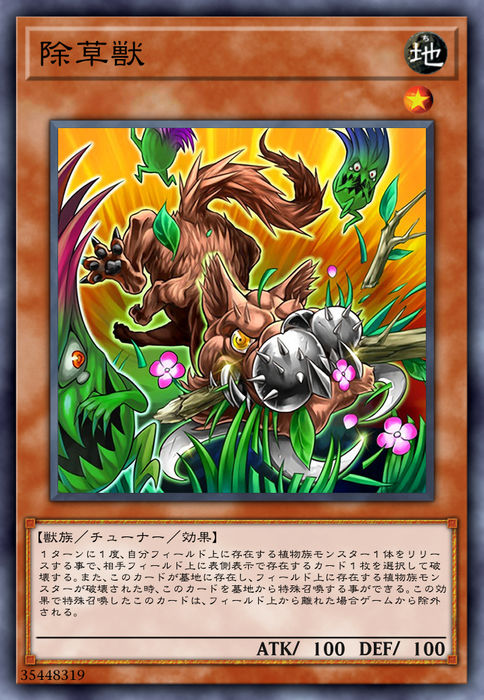 除草獣
ち
地
【獣族／チューナー／効果】
１ターンに１度、自分フィールド上に存在する植物族モンスター１体をリリー
スする事で、相手フィールド上に表側表示で存在するカード１枚を選択して破
壊する。また、このカードが墓地に存在し、フィールド上に存在する植物族モン
スターが破壊された時、このカードを墓地から特殊召喚する事ができる。この効
果で特殊召喚したこのカードは、フィールド上から離れた場合ゲームから除外
される。
ATK/ 100 DEF/ 100
35448319